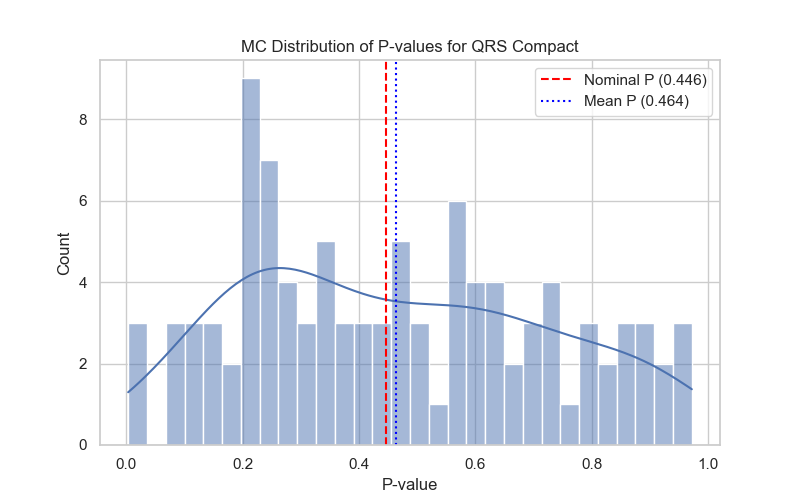 MC Distribution of P-values for QRS Compact
Nominal P (0.446)
Mean P (0.464)
8
6
4
2
0
Count
0.0 0.2 0.4 0.6 0.8 1.0
P-value